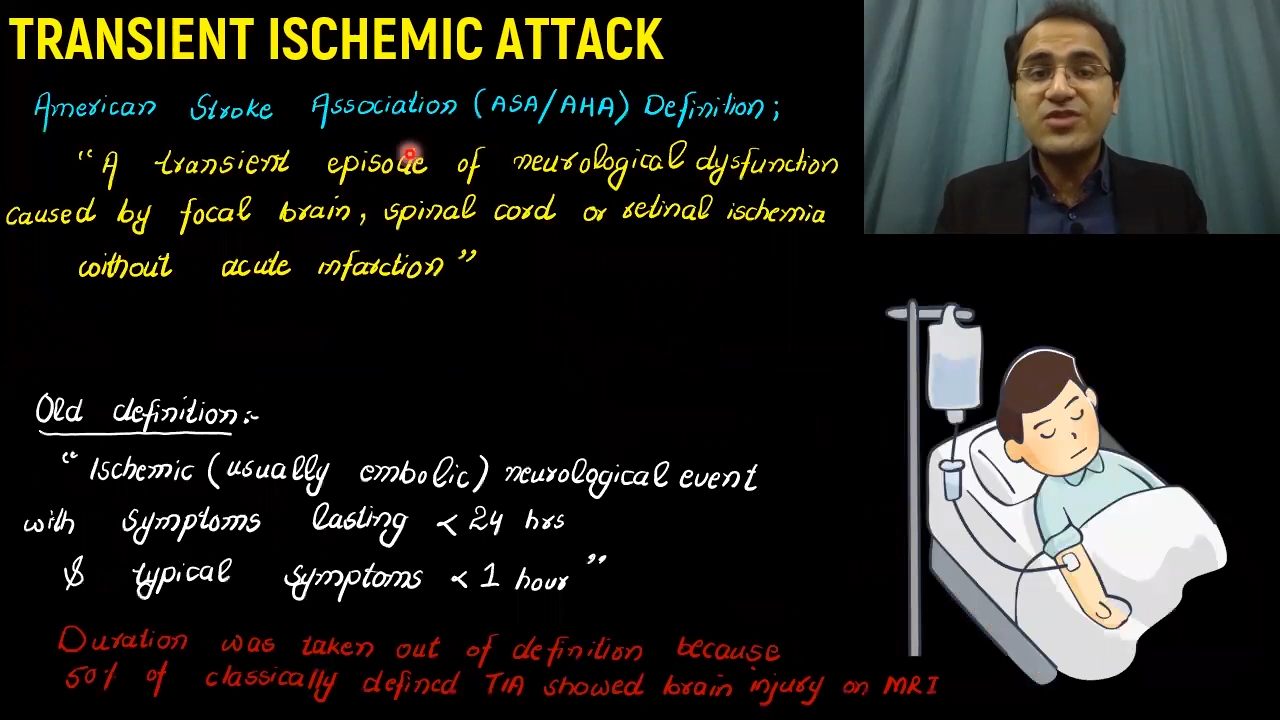 TRANSIENT ISCHEMIC ATTACK
American Stroke Association (ASA/AHA) Definition;
“A transient episode of neurological dysfunction
caused by focal brain, spinal cord or retinal ischemia
without acute infarction”
Old definition:-
“Ischemic (usually embolic) neurological event
with symptoms lasting < 24 hrs
& typical symptoms < 1 hour”
Duration was taken out of definition because
50% of classically defined TIA showed brain injury on MRI